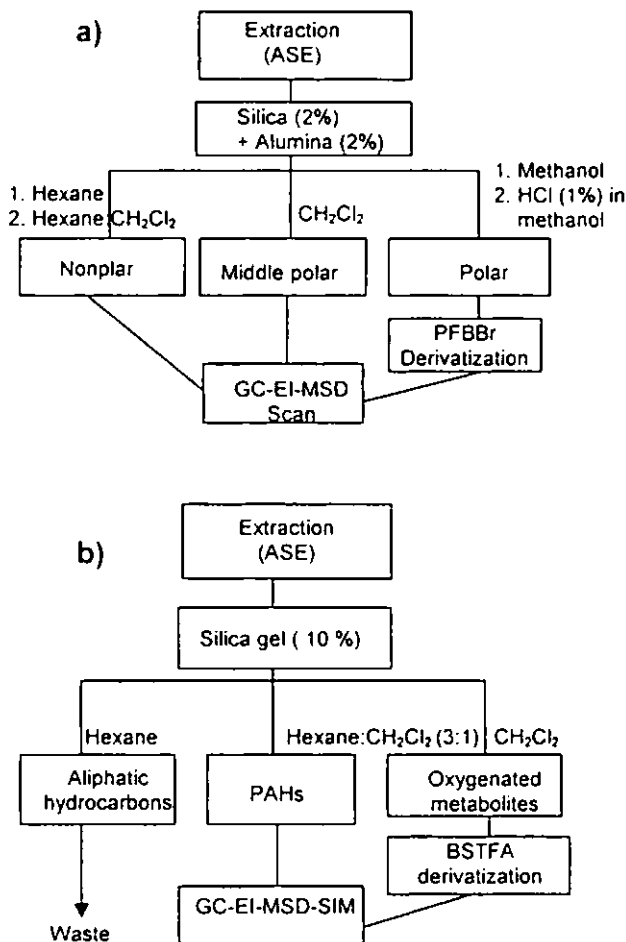 a)
Extraction
(ASE)
Silica (2%)
+ Alumina (2%)
1. Hexane
2. Hexane CH₂Cl₂
CH₂Cl₂
1. Methanol
2. HCl (1%) in
methanol
Nonplar
Middle polar
Polar
PFBBr
Derivatization
GC-EI-MSD
Scan
b)
Extraction
(ASE)
Silica gel ( 10 %)
Hexane
Hexane:CH₂Cl₂ (3:1)
CH₂Cl₂
Aliphatic
hydrocarbons
PAHs
Oxygenated
metabolites
BSTFA
derivatization
GC-EI-MSD-SIM
Waste